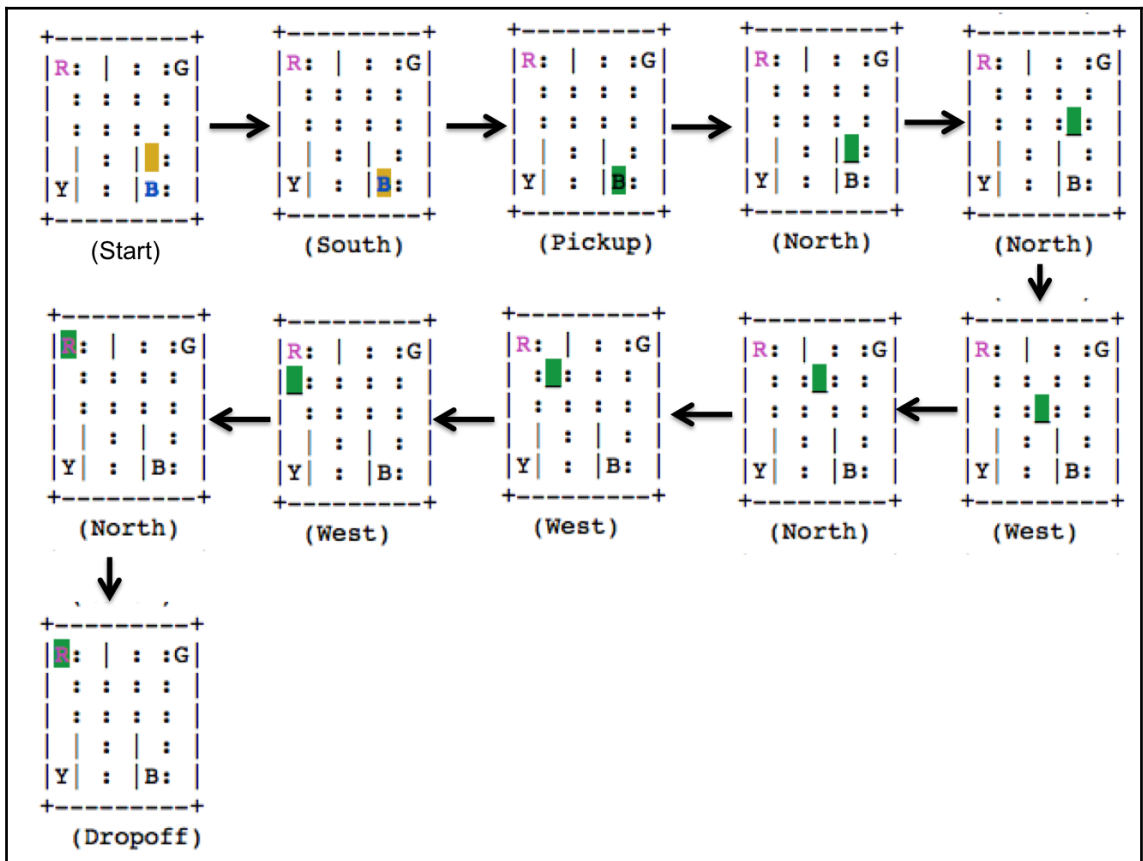 +---------+
|R: | : :G|
| : : : : |
| : : : : |
| | : | : |
|Y| : |B: |
+---------+
(Start)
+---------+
|R: | : :G|
| : : : : |
| : : : : |
| | : | : |
|Y| : |B: |
+---------+
(South)
+---------+
|R: | : :G|
| : : : : |
| : : : : |
| | : | : |
|Y| : |B: |
+---------+
(Pickup)
+---------+
|R: | : :G|
| : : : : |
| : : : : |
| | : |_: |
|Y| : |B: |
+---------+
(North)
+---------+
|R: | : :G|
| : : : : |
| : : :_: |
| | : | : |
|Y| : |B: |
+---------+
(North)
+---------+
|R: | : :G|
| : : : : |
| : :_: : |
| | : | : |
|Y| : |B: |
+---------+
(West)
+---------+
|R: | : :G|
| : :_: : |
| : : : : |
| | : | : |
|Y| : |B: |
+---------+
(North)
+---------+
|R: | : :G|
| :_: : : |
| : : : : |
| | : | : |
|Y| : |B: |
+---------+
(West)
+---------+
|R: | : :G|
|_: : : : |
| : : : : |
| | : | : |
|Y| : |B: |
+---------+
(West)
+---------+
|R: | : :G|
| : : : : |
| : : : : |
| | : | : |
|Y| : |B: |
+---------+
(North)
+---------+
|R: | : :G|
| : : : : |
| : : : : |
| | : | : |
|Y| : |B: |
+---------+
(Dropoff)